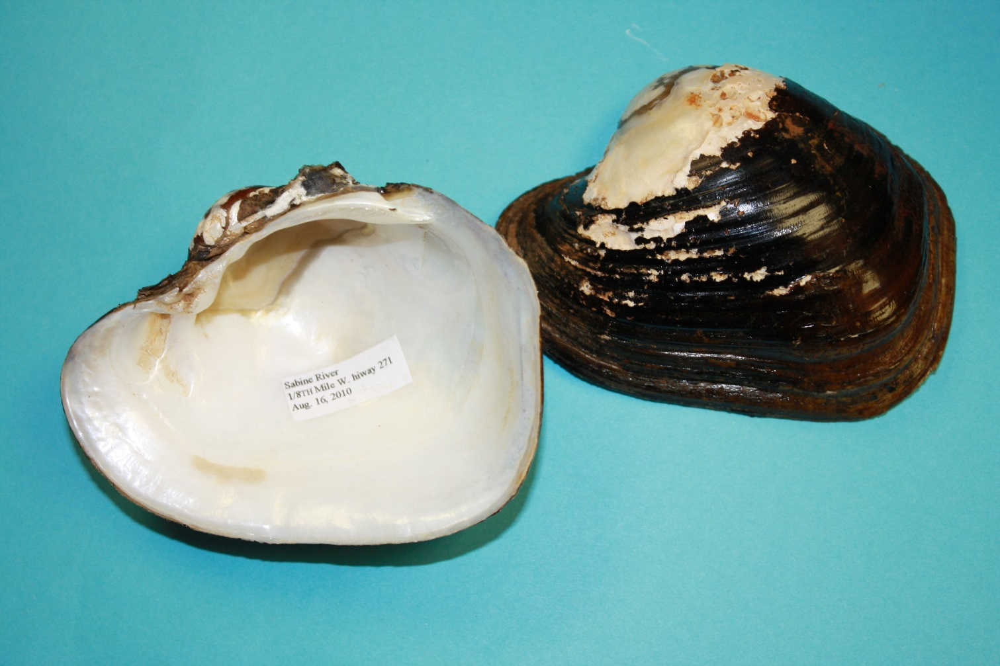 Sabine River
1/8TH Mile W. hiway 271
Aug. 16, 2010